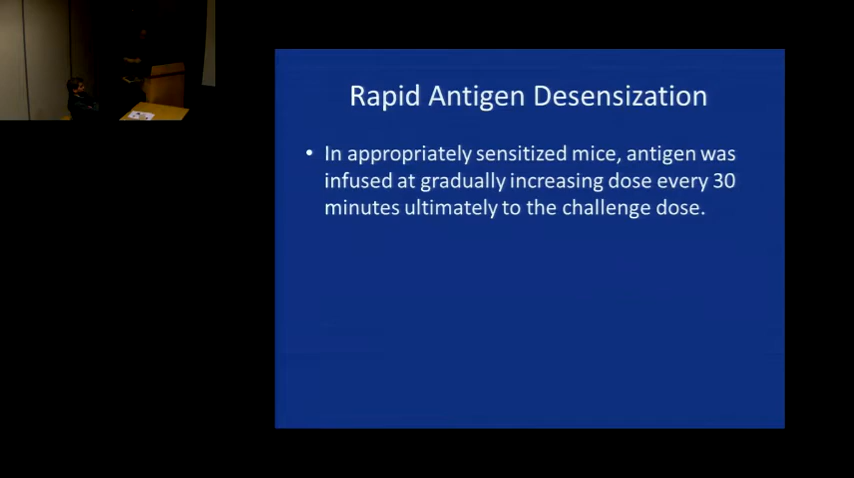 Rapid Antigen Desensization
• In appropriately sensitized mice, antigen was
infused at gradually increasing dose every 30
minutes ultimately to the challenge dose.